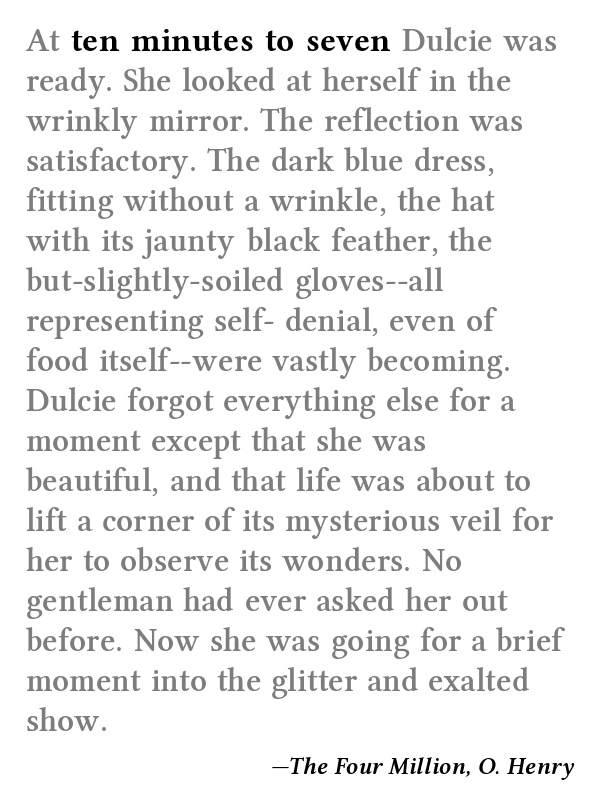 At ten minutes to seven Dulcie was
ready. She looked at herself in the
wrinkly mirror. The reflection was
satisfactory. The dark blue dress,
fitting without a wrinkle, the hat
with its jaunty black feather, the
but-slightly-soiled gloves--all
representing self- denial, even of
food itself--were vastly becoming.
Dulcie forgot everything else for a
moment except that she was
beautiful, and that life was about to
lift a corner of its mysterious veil for
her to observe its wonders. No
gentleman had ever asked her out
before. Now she was going for a brief
moment into the glitter and exalted
show.
—The Four Million, O. Henry